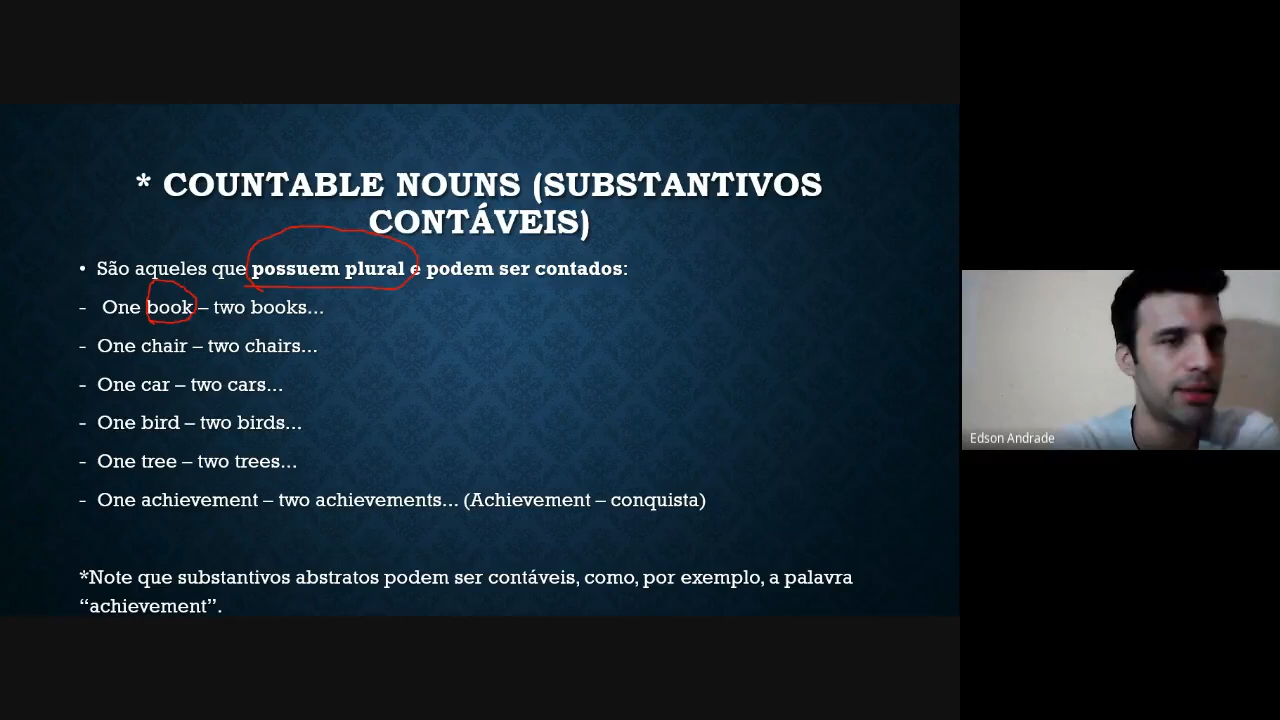 * COUNTABLE NOUNS (SUBSTANTIVOS
CONTÁVEIS)
• São aqueles que possuem plural e podem ser contados:
- One book – two books...
- One chair – two chairs...
- One car – two cars...
- One bird – two birds...
- One tree – two trees...
- One achievement – two achievements... (Achievement – conquista)
*Note que substantivos abstratos podem ser contáveis, como, por exemplo, a palavra
“achievement”.
Edson Andrade